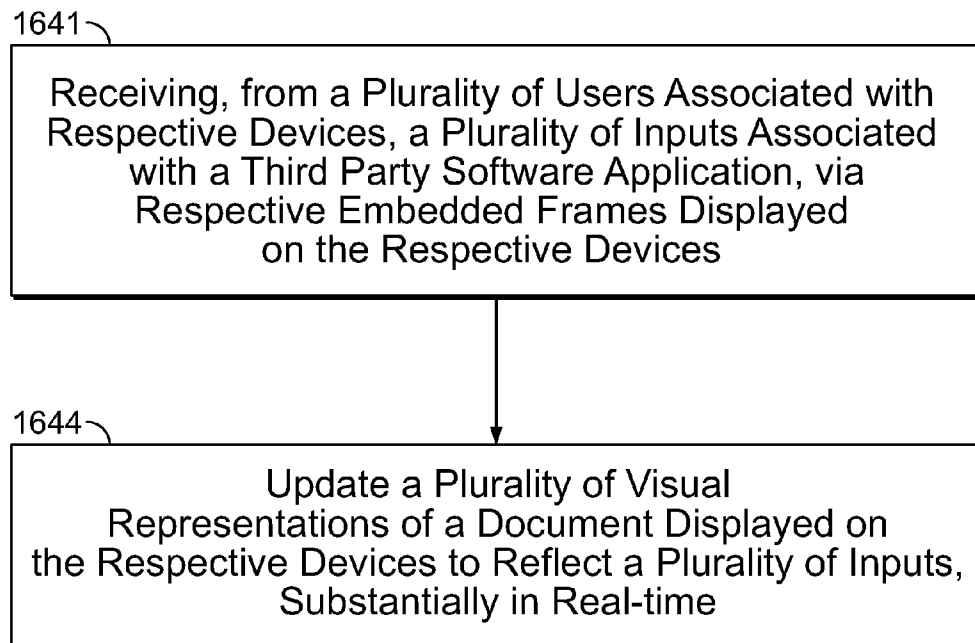 1641
Receiving, from a Plurality of Users Associated with
Respective Devices, a Plurality of Inputs Associated
with a Third Party Software Application, via
Respective Embedded Frames Displayed
on the Respective Devices
1644
Update a Plurality of Visual
Representations of a Document Displayed on
the Respective Devices to Reflect a Plurality of Inputs,
Substantially in Real-time